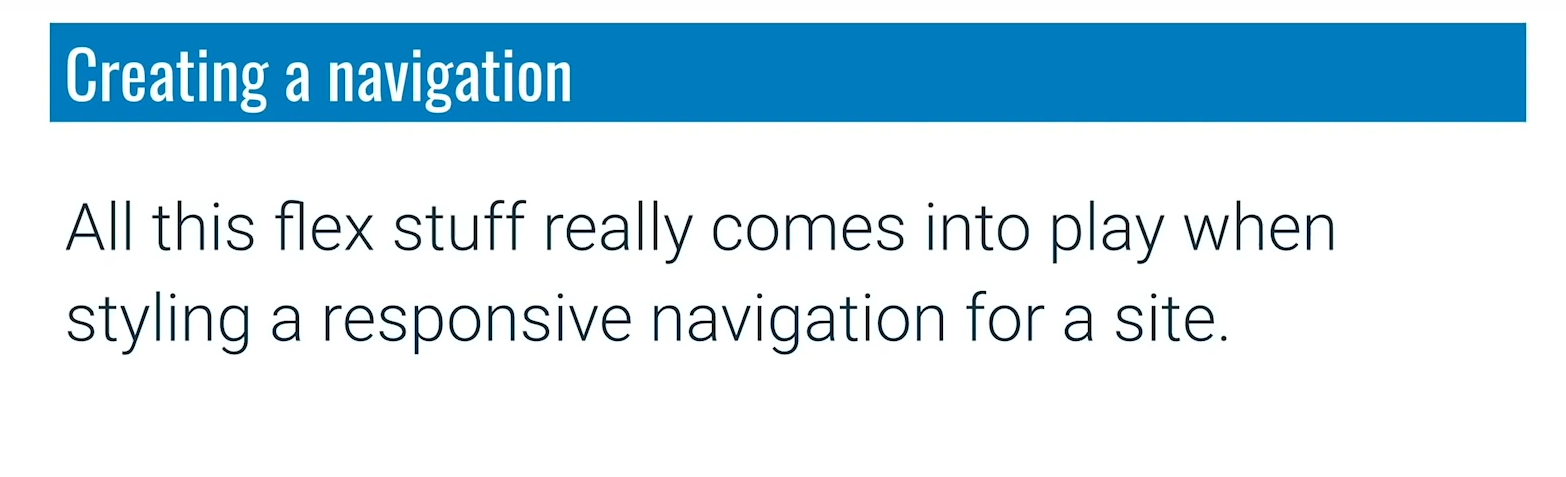 Creating a navigation
All this flex stuff really comes into play when
styling a responsive navigation for a site.